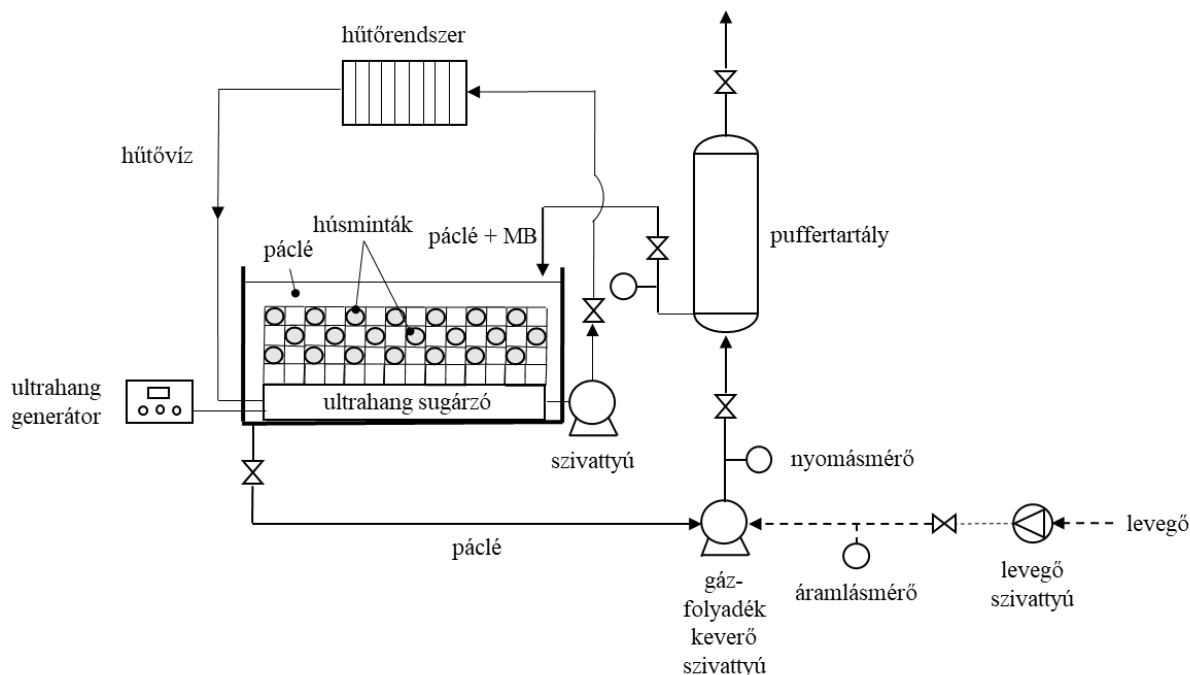 hűtőrendszer
hűtővíz
húsminták
páclé
páclé + MB
puffertartály
ultrahang
generátor
ultrahang sugárzó
szivattyú
nyomásmérő
levegő
páclé
áramlásmérő
levegő
szivattyú
gáz-
folyadék
keverő
szivattyú